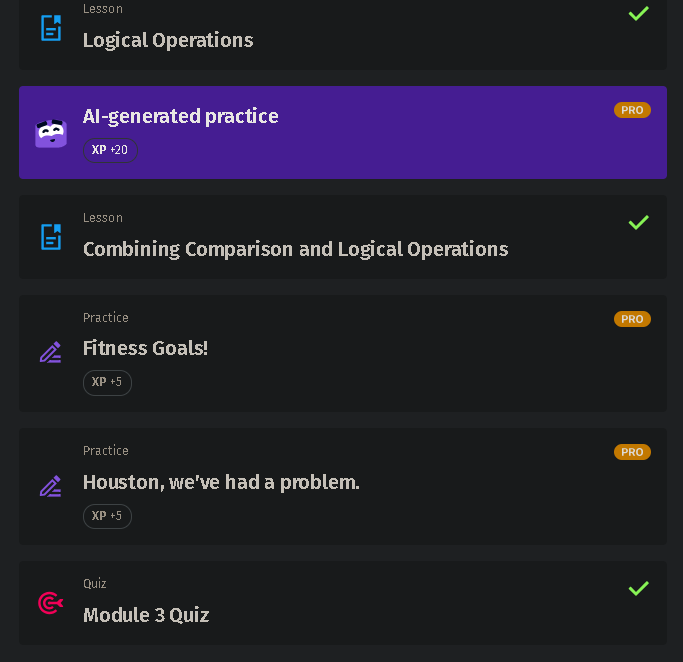 Lesson
Logical Operations
AI-generated practice
PRO
XP +20
Lesson
Combining Comparison and Logical Operations
Practice
PRO
Fitness Goals!
XP +5
Practice
PRO
Houston, we've had a problem.
XP +5
Quiz
Module 3 Quiz